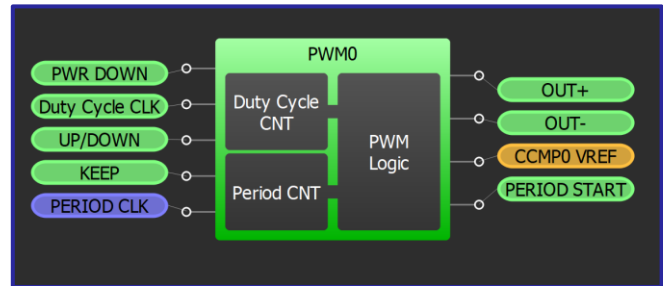 PWM0
PWR DOWN
Duty Cycle CLK
UP/DOWN
KEEP
PERIOD CLK
Duty Cycle
CNT
Period CNT
PWM
Logic
OUT+
OUT-
CCMP0 VREF
PERIOD START